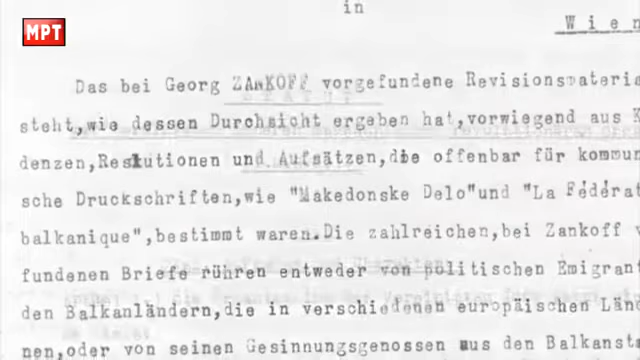 МРТ
in
Wien
Das bei Georg ZANKOFF vorgefundene Revisionsmateria
steht,wie dessen Durchsicht ergeben hat,vorwiegend aus K
denzen,Resolutionen und Aufsätzen,die offenbar für kommun
sche Druckschriften,wie "Makedonske Delo"und "La Fédérat
balkanique",bestimmt waren.Die zahlreichen,bei Zankoff v
fundenen Briefe rühren entweder von politischen Emigrant
den Balkanländern,die in verschiedenen europäischen Länd
nen,oder von seinen Gesinnungsgenossen aus den Balkansta